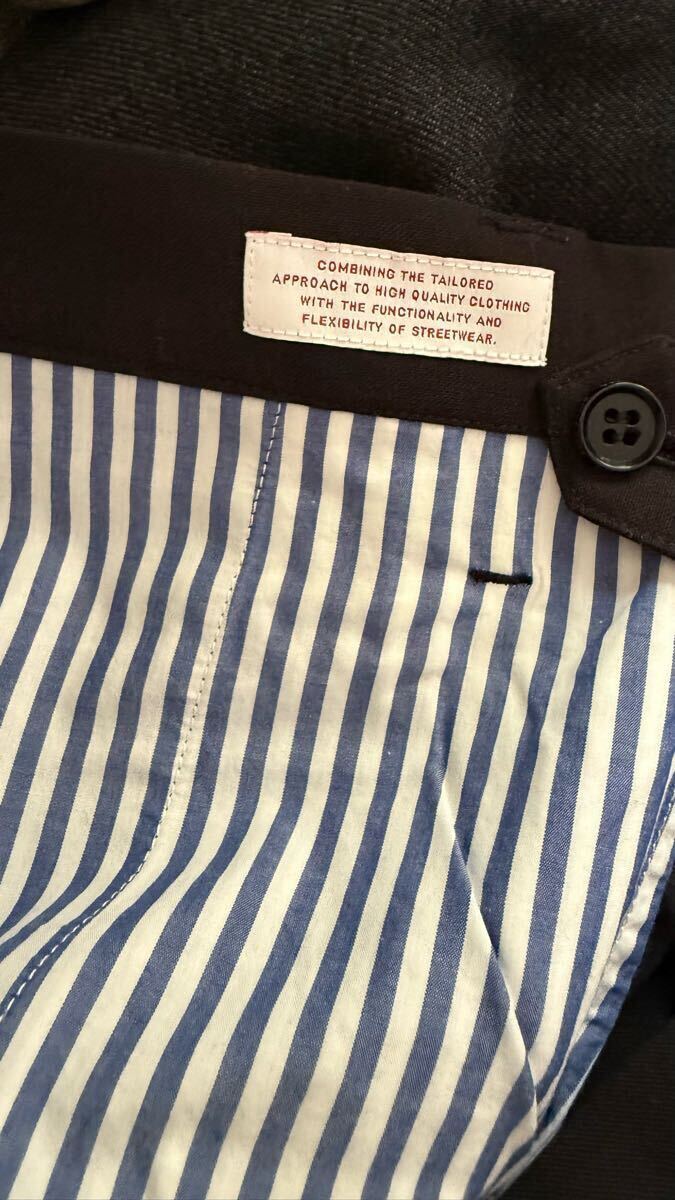 COMBINING THE TAILORED
APPROACH TO HIGH QUALITY CLOTHING
WITH THE FUNCTIONALITY AND
FLEXIBILITY OF STREETWEAR.